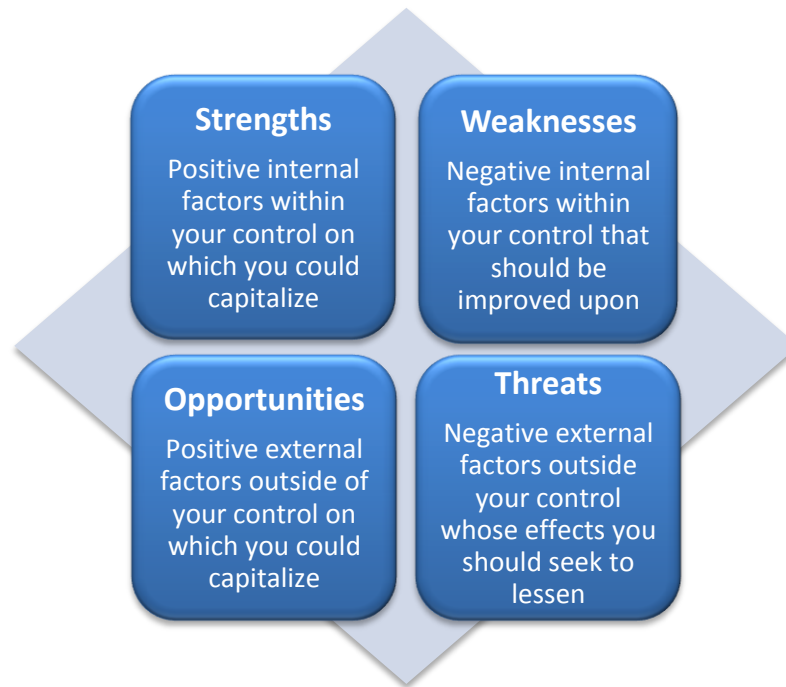 Strengths
Positive internal
factors within
your control on
which you could
capitalize
Weaknesses
Negative internal
factors within
your control that
should be
improved upon
Opportunities
Positive external
factors outside of
your control on
which you could
capitalize
Threats
Negative external
factors outside
your control
whose effects you
should seek to
lessen